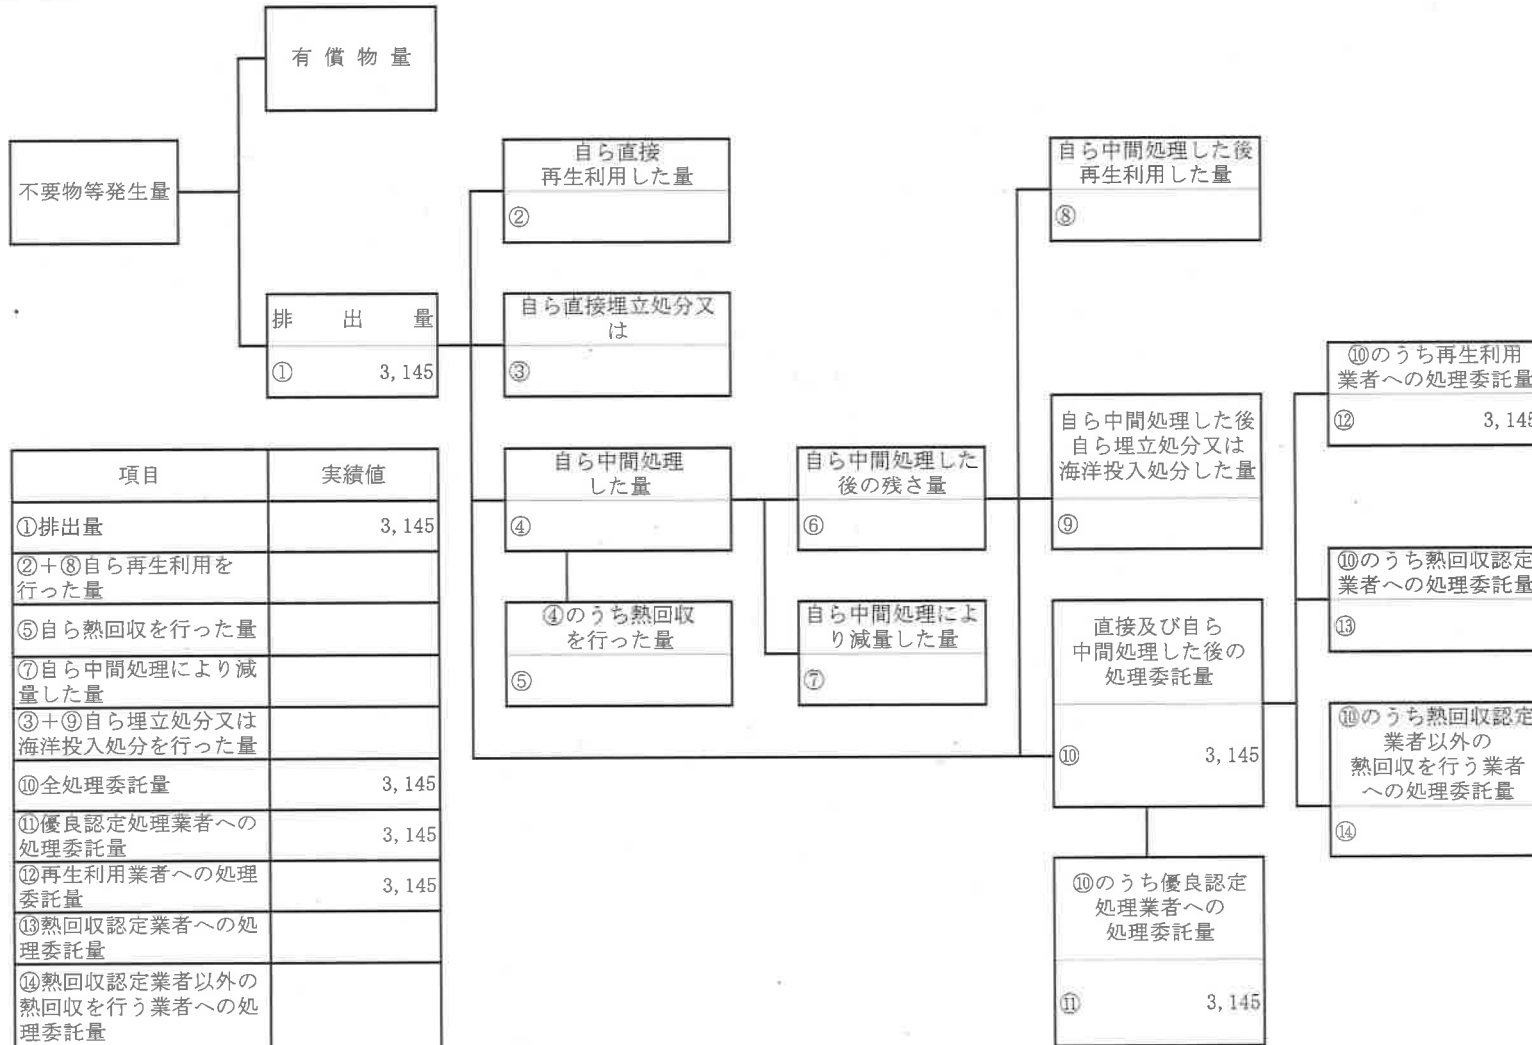 有償物量
不要物等発生量
排出量
① 3,145
自ら直接
再生利用した量
②
自ら直接埋立処分又
は
③
自ら中間処理
した量
④
④のうち熱回収
を行った量
⑤
自ら中間処理した
後の残さ量
⑥
自ら中間処理によ
り減量した量
⑦
自ら中間処理した後
再生利用した量
⑧
自ら中間処理した後
自ら埋立処分又は
海洋投入処分した量
⑨
直接及び自ら
中間処理した後の
処理委託量
⑩ 3,145
⑩のうち優良認定
処理業者への
処理委託量
⑪ 3,145
⑩のうち再生利用
業者への処理委託量
⑫ 3,145
⑩のうち熱回収認定
業者への処理委託量
⑬
⑩のうち熱回収認定
業者以外の
熱回収を行う業者
への処理委託量
⑭
項目 実績値
①排出量 3,145
②＋⑧自ら再生利用を
行った量
⑤自ら熱回収を行った量
⑦自ら中間処理により減
量した量
③＋⑨自ら埋立処分又は
海洋投入処分を行った量
⑩全処理委託量 3,145
⑪優良認定処理業者への
処理委託量 3,145
⑫再生利用業者への処理
委託量 3,145
⑬熱回収認定業者への処
理委託量
⑭熱回収認定業者以外の
熱回収を行う業者への処
理委託量